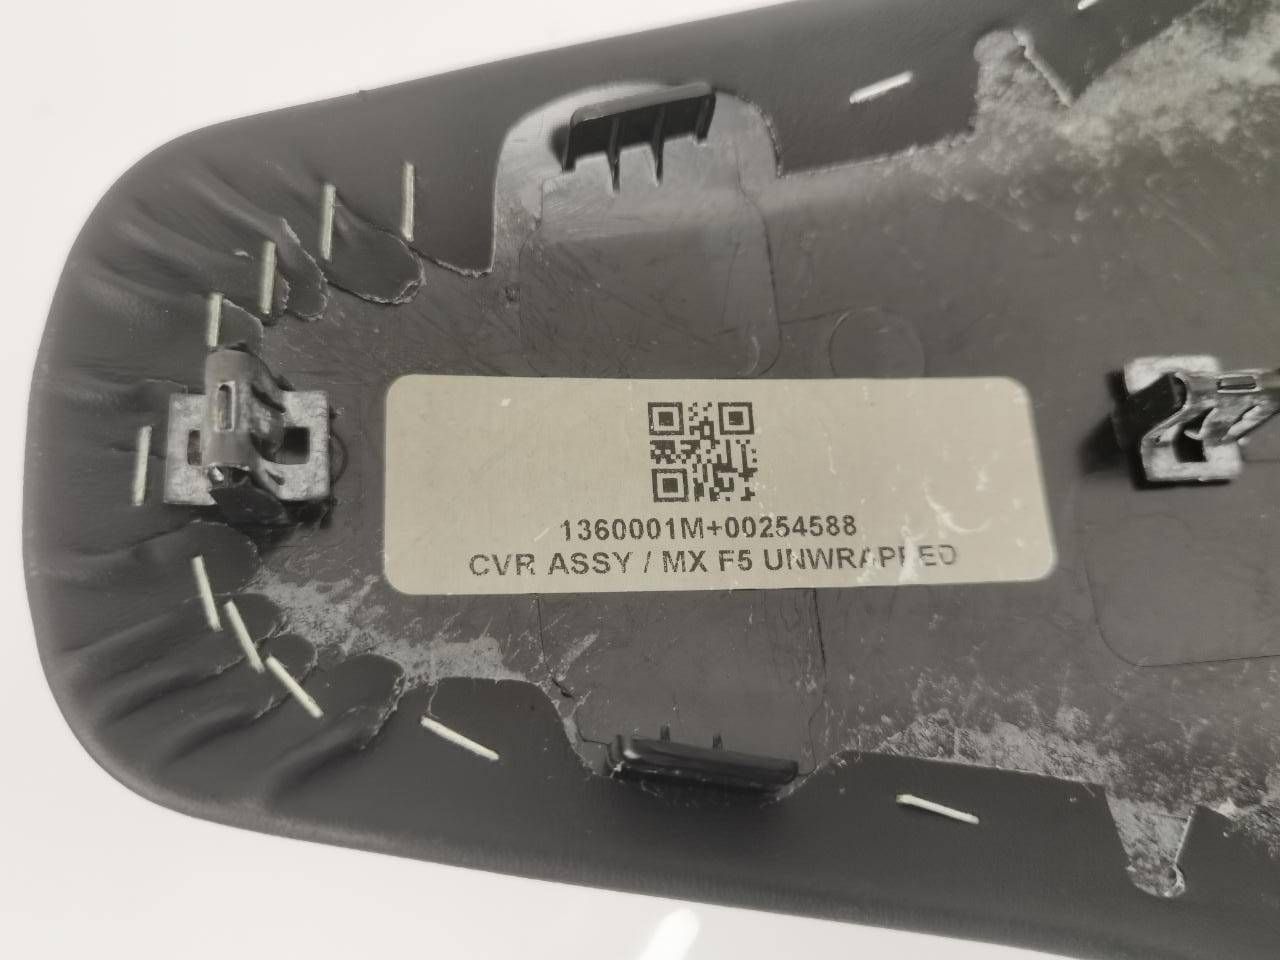 1360001M+00254588
CVR ASSY / MX F5 UNWRAPPED